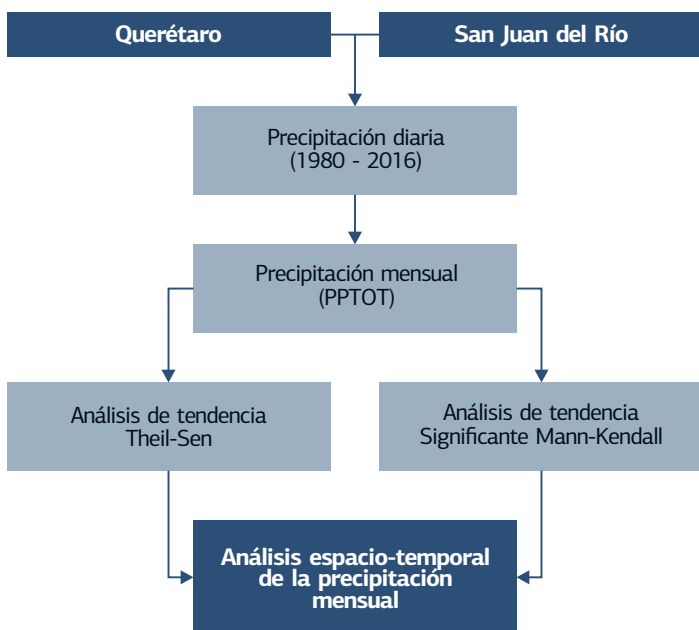 Querétaro
San Juan del Río
Precipitación diaria
(1980 - 2016)
Precipitación mensual
(PPTOT)
Análisis de tendencia
Theil-Sen
Análisis de tendencia
Significante Mann-Kendall
Análisis espacio-temporal
de la precipitación
mensual